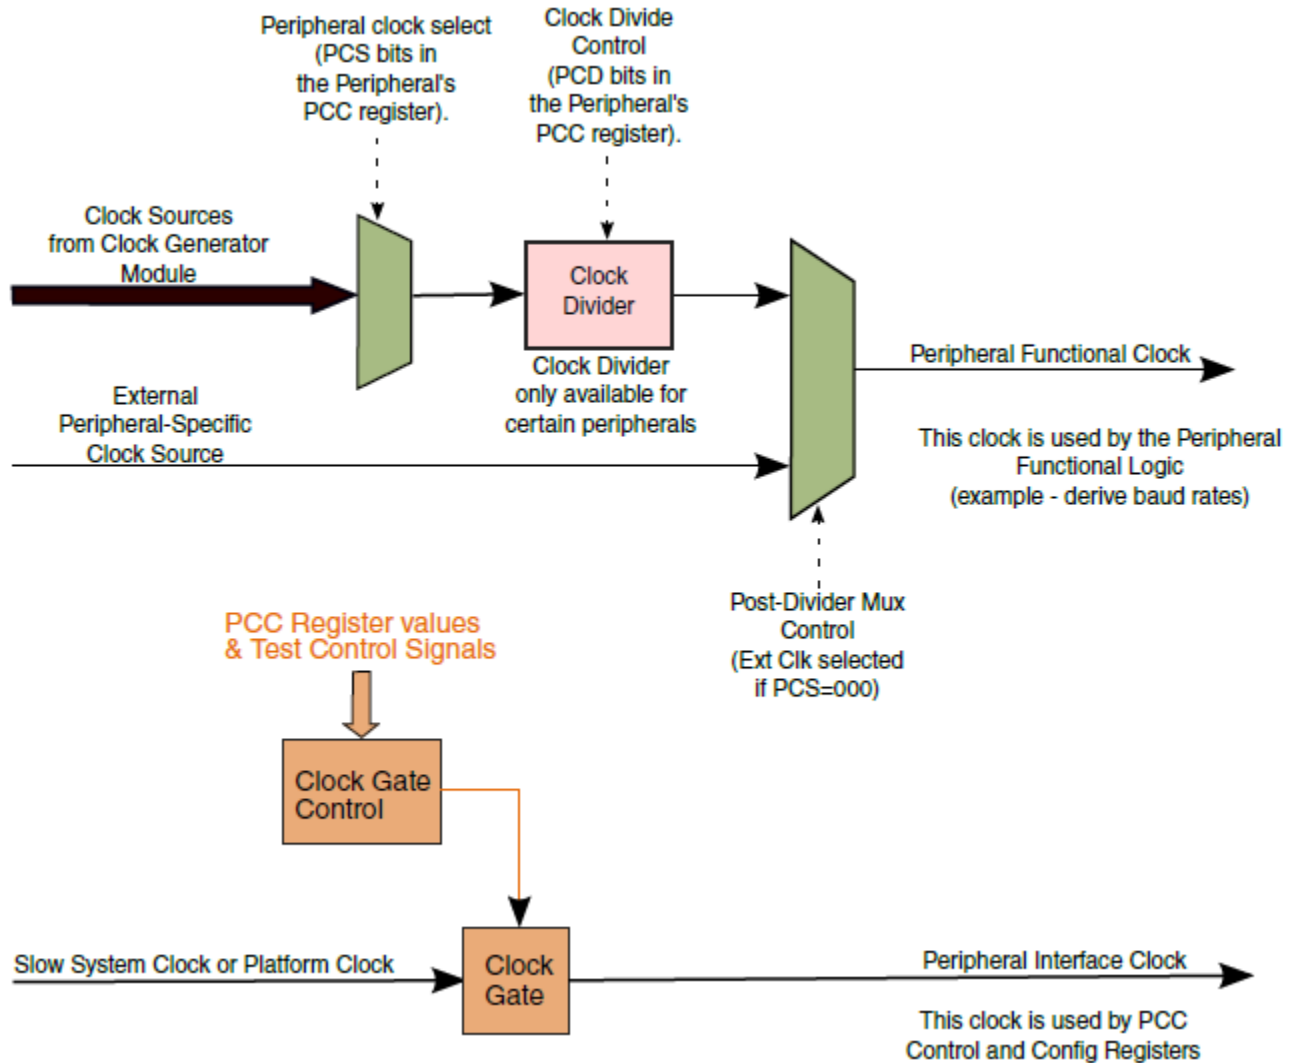 Peripheral clock select
(PCS bits in
the Peripheral's
PCC register).
Clock Divide
Control
(PCD bits in
the Peripheral's
PCC register).
Clock Sources
from Clock Generator
Module
Clock
Divider
Clock Divider
only available for
certain peripherals
External
Peripheral-Specific
Clock Source
Peripheral Functional Clock
This clock is used by the Peripheral
Functional Logic
(example - derive baud rates)
Post-Divider Mux
Control
(Ext Clk selected
if PCS=000)
PCC Register values
& Test Control Signals
Clock Gate
Control
Slow System Clock or Platform Clock
Clock
Gate
Peripheral Interface Clock
This clock is used by PCC
Control and Config Registers